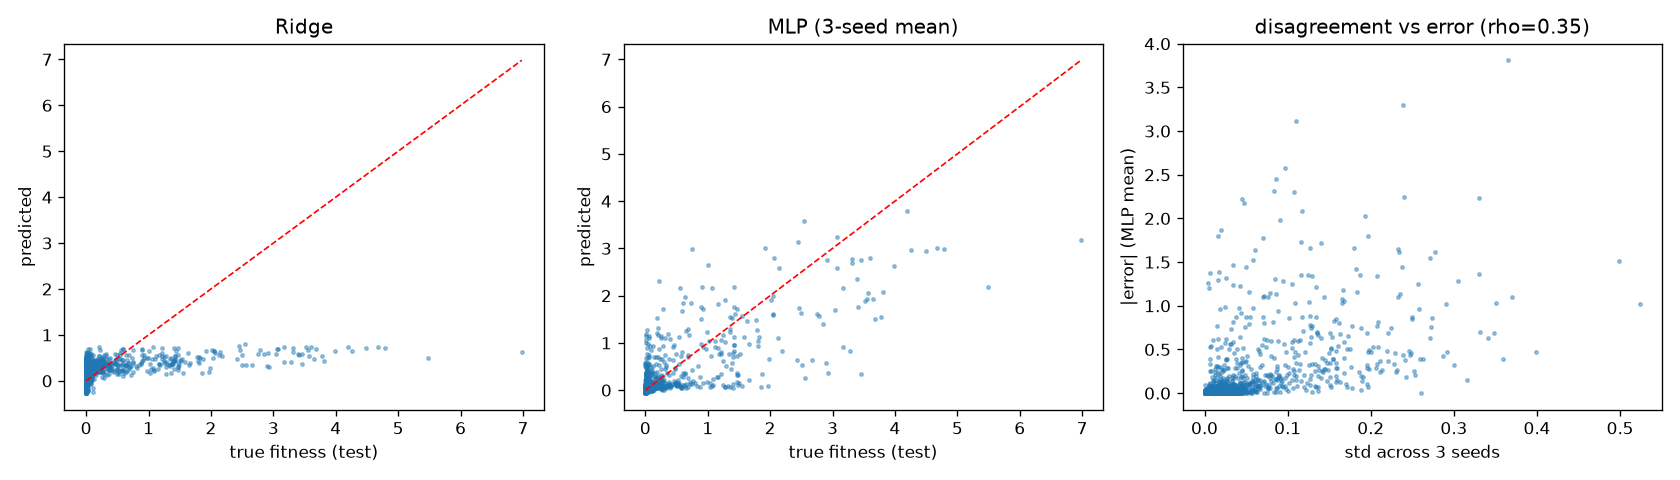 Ridge
predicted
7
6
5
4
3
2
1
0
0 1 2 3 4 5 6 7
true fitness (test)
MLP (3-seed mean)
predicted
7
6
5
4
3
2
1
0
0 1 2 3 4 5 6 7
true fitness (test)
disagreement vs error (rho=0.35)
|error| (MLP mean)
4.0
3.5
3.0
2.5
2.0
1.5
1.0
0.5
0.0
0.0 0.1 0.2 0.3 0.4 0.5
std across 3 seeds